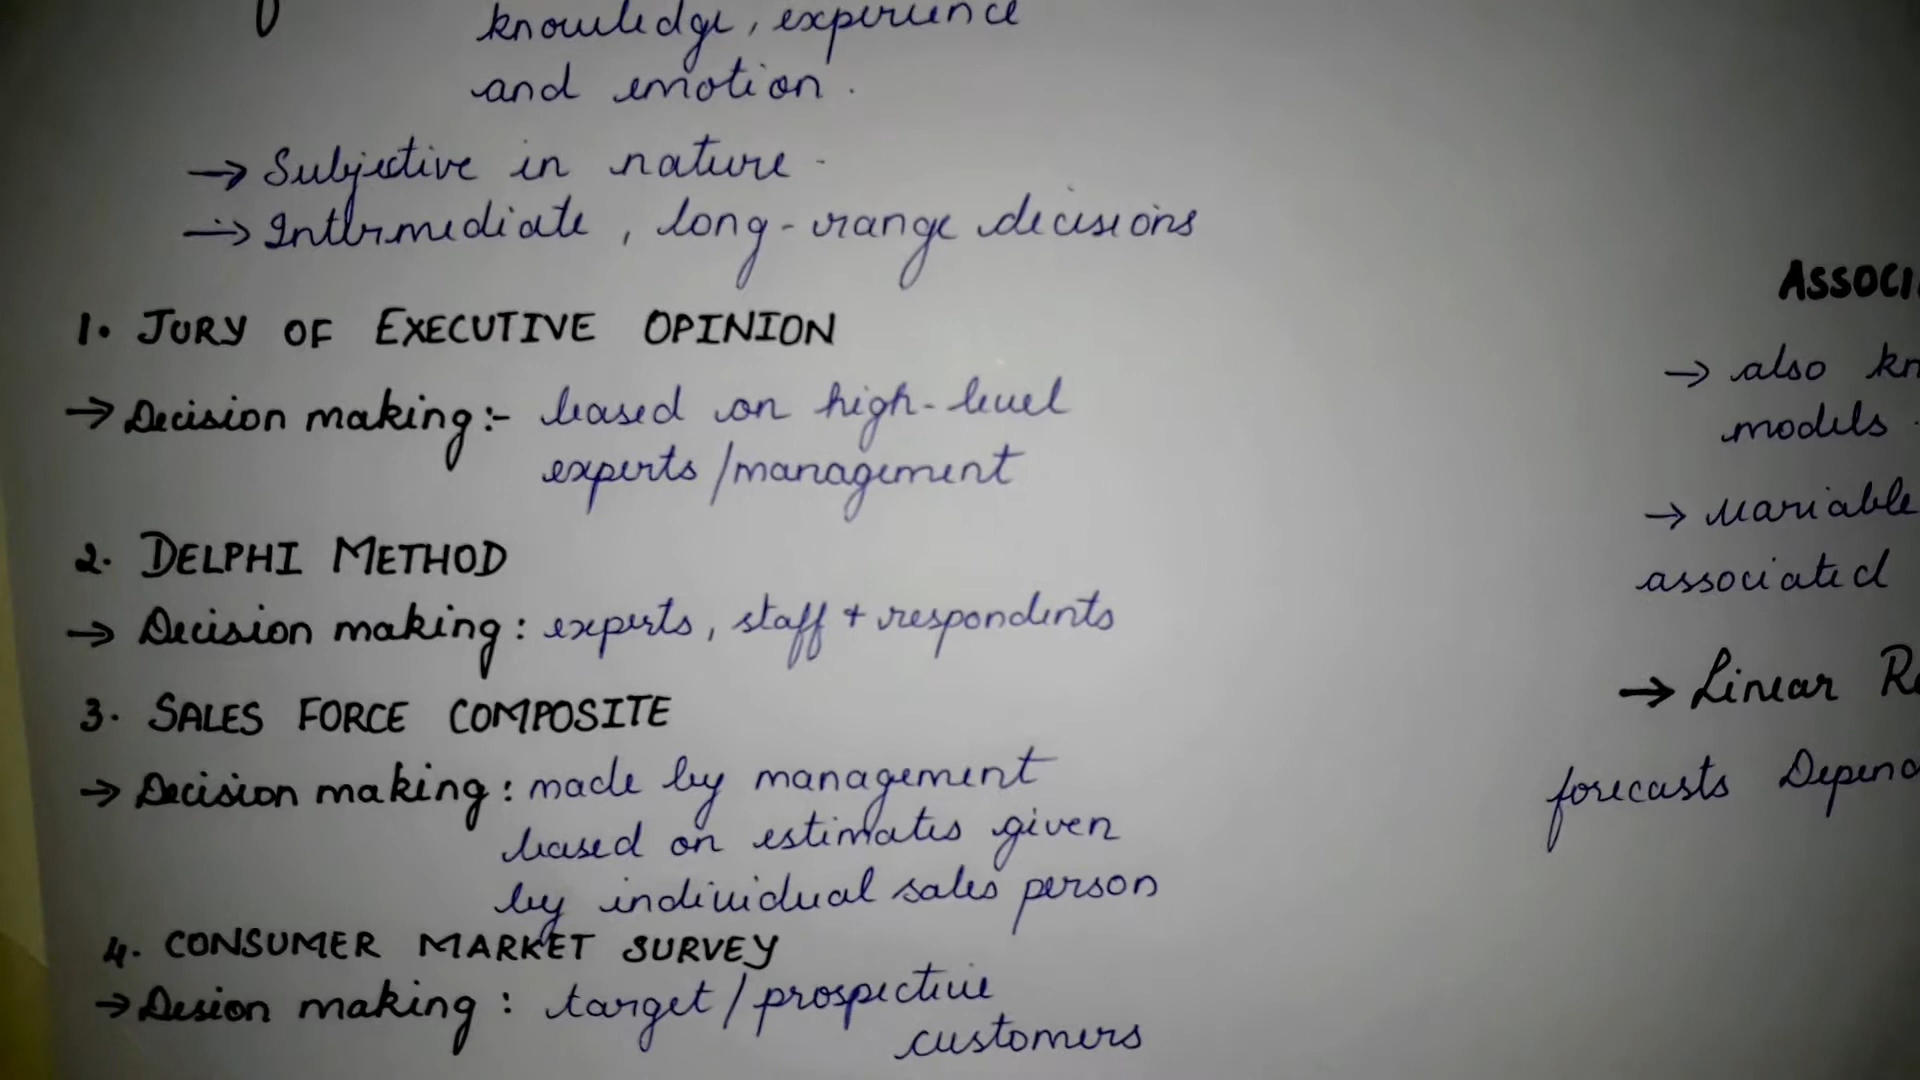 knowledge, experience
and emotion.
→ Subjective in nature.
→ Intermediate, long-range decisions
1. JURY OF EXECUTIVE OPINION
→ Decision making:- based on high-level
experts/management
2. DELPHI METHOD
→ Decision making: experts, staff + respondents
3. SALES FORCE COMPOSITE
→ Decision making: made by management
based on estimates given
by individual sales person
4. CONSUMER MARKET SURVEY
→ Desion making: target/prospective
customers
→ also
models
→ variable
associated
→ Linear
forecasts